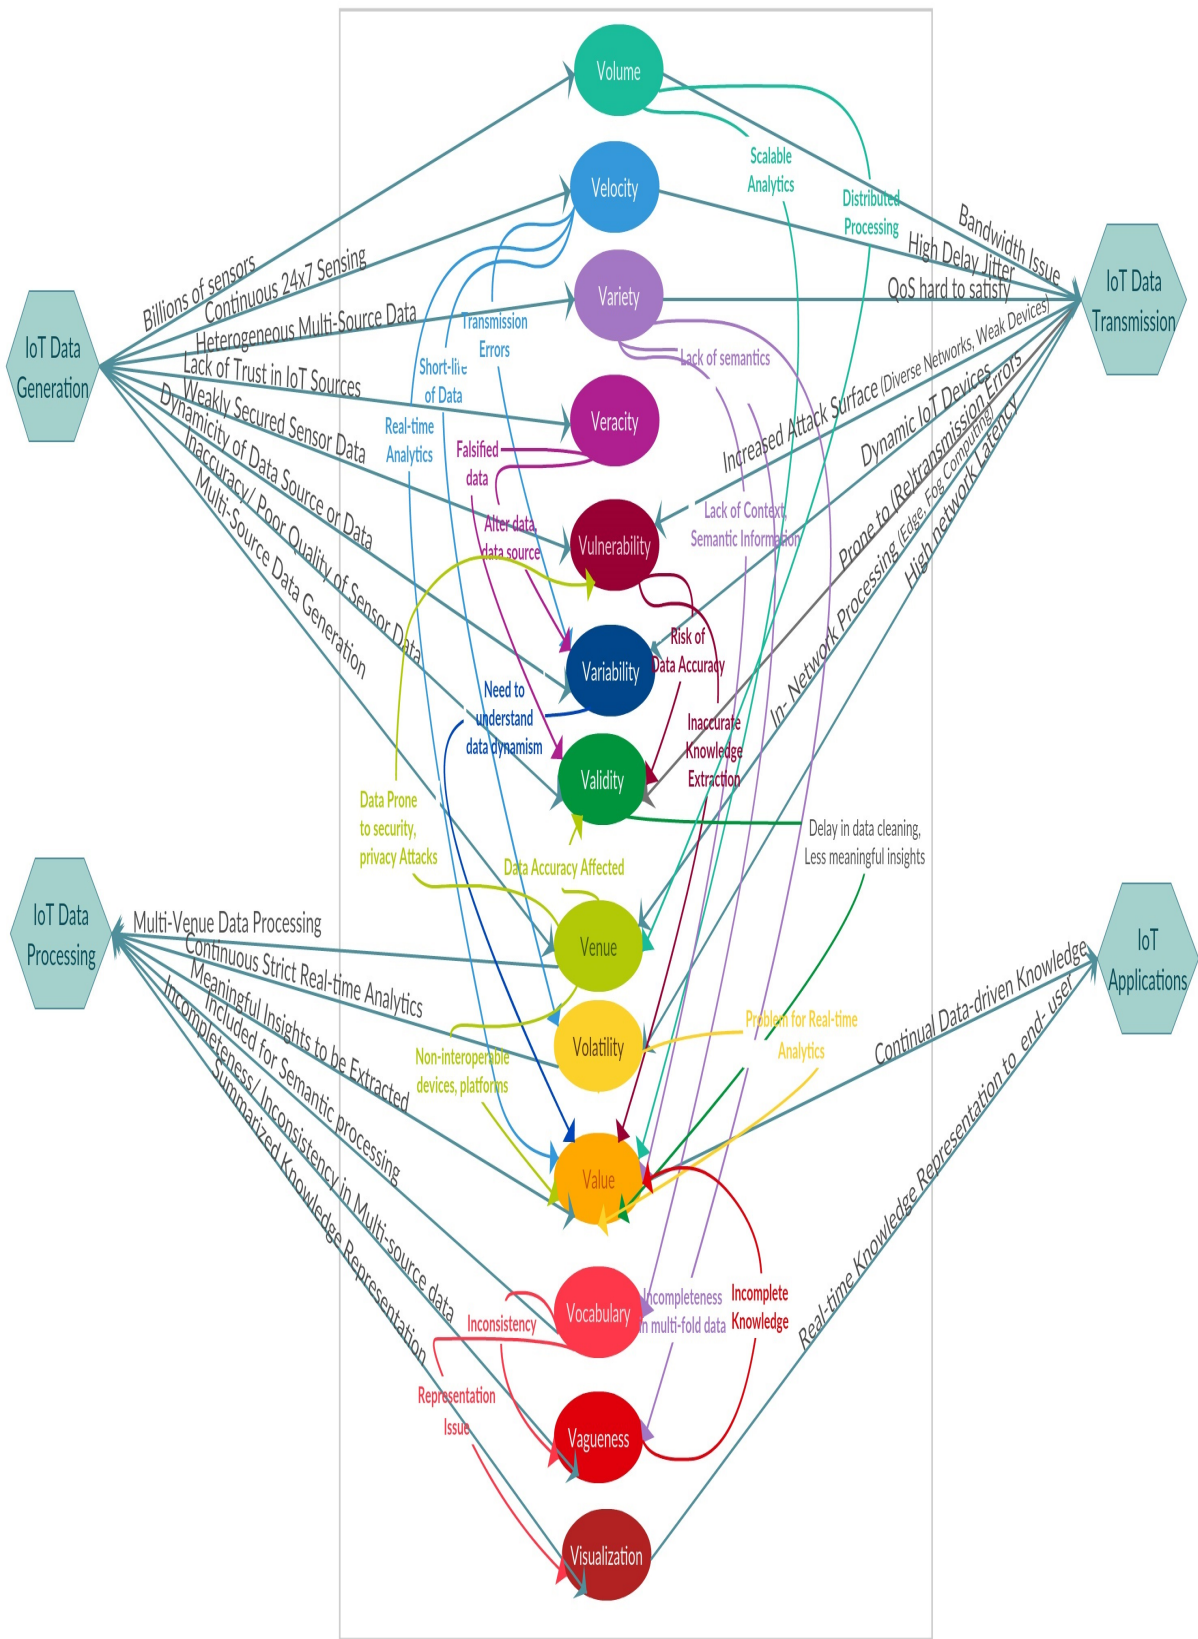 Volume
Velocity
Variety
Veracity
Vulnerability
Variability
Validity
Venue
Volatility
Value
Vocabulary
Vagueness
Visualization
IoT Data
Generation
Billions of sensors
Continuous 24x7 Sensing
Heterogeneous Multi-Source Data
Lack of Trust in IoT Sources
Weakly Secured Sensor Data
Dynamicity of Data Source or Data
Inaccuracy/ Poor Quality of Sensor Data
Multi-Source Data Generation
IoT Data
Transmission
Bandwidth Issue
High Delay Jitter
QoS hard to satisfy
Increased Attack Surface (Diverse Networks, Weak Devices)
Dynamic IoT Devices
Prone to (Re)transmission Errors
In- Network Processing (Edge, Fog Computing)
High network Latency
Scalable
Analytics
Distributed
Processing
Transmission
Errors
Short-life
of Data
Real-time
Analytics
Lack of semantics
Falsified
data
Alter data,
data source
Lack of Context,
Semantic Information
Risk of
Data Accuracy
Need to
understand
data dynamism
Inaccurate
Knowledge
Extraction
Data Prone
to security,
privacy Attacks
Data Accuracy Affected
Delay in data cleaning,
Less meaningful insights
IoT Data
Processing
Multi-Venue Data Processing
Continuous Strict Real-time Analytics
Meaningful Insights to be Extracted
Included for Semantic processing
Incompleteness/ Inconsistency in Multi-source data
Summarized Knowledge Representation
IoT
Applications
Continual Data-driven Knowledge
Real-time Knowledge Representation to end- user
Problem for Real-time
Analytics
Non-interoperable
devices, platforms
Incompleteness
in multi-fold data
Incomplete
Knowledge
Inconsistency
Representation
Issue